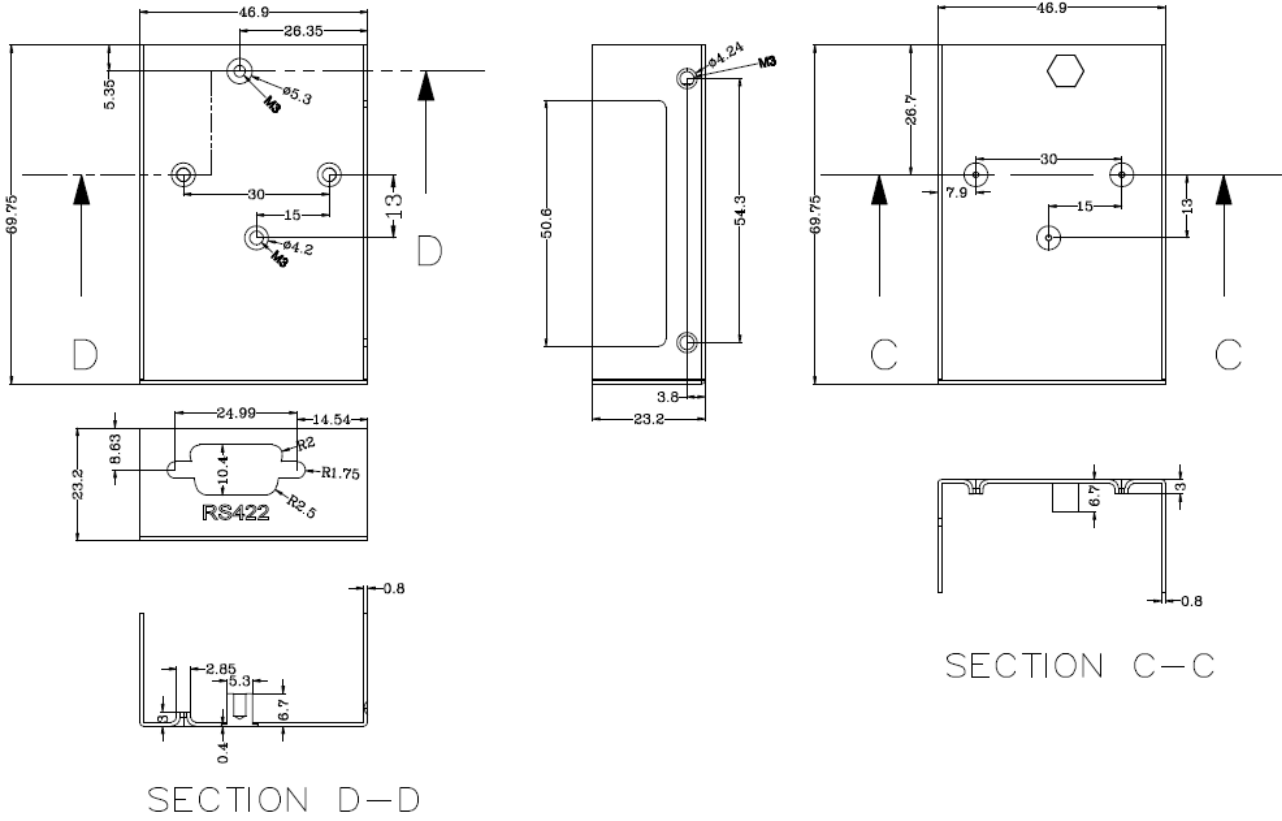 46.9
26.35
5.35
ø5.3
M3
69.75
30
15
13
ø4.2
M3
D
D
24.99
14.54
8.63
23.2
10.4
R2
R1.75
R2.5
RS422
0.8
2.85
5.3
3
6.7
0.4
SECTION D-D
ø4.24
M3
50.6
54.3
3.8
23.2
46.9
26.7
69.75
30
7.9
15
13
C
C
6.7
3
0.8
SECTION C-C